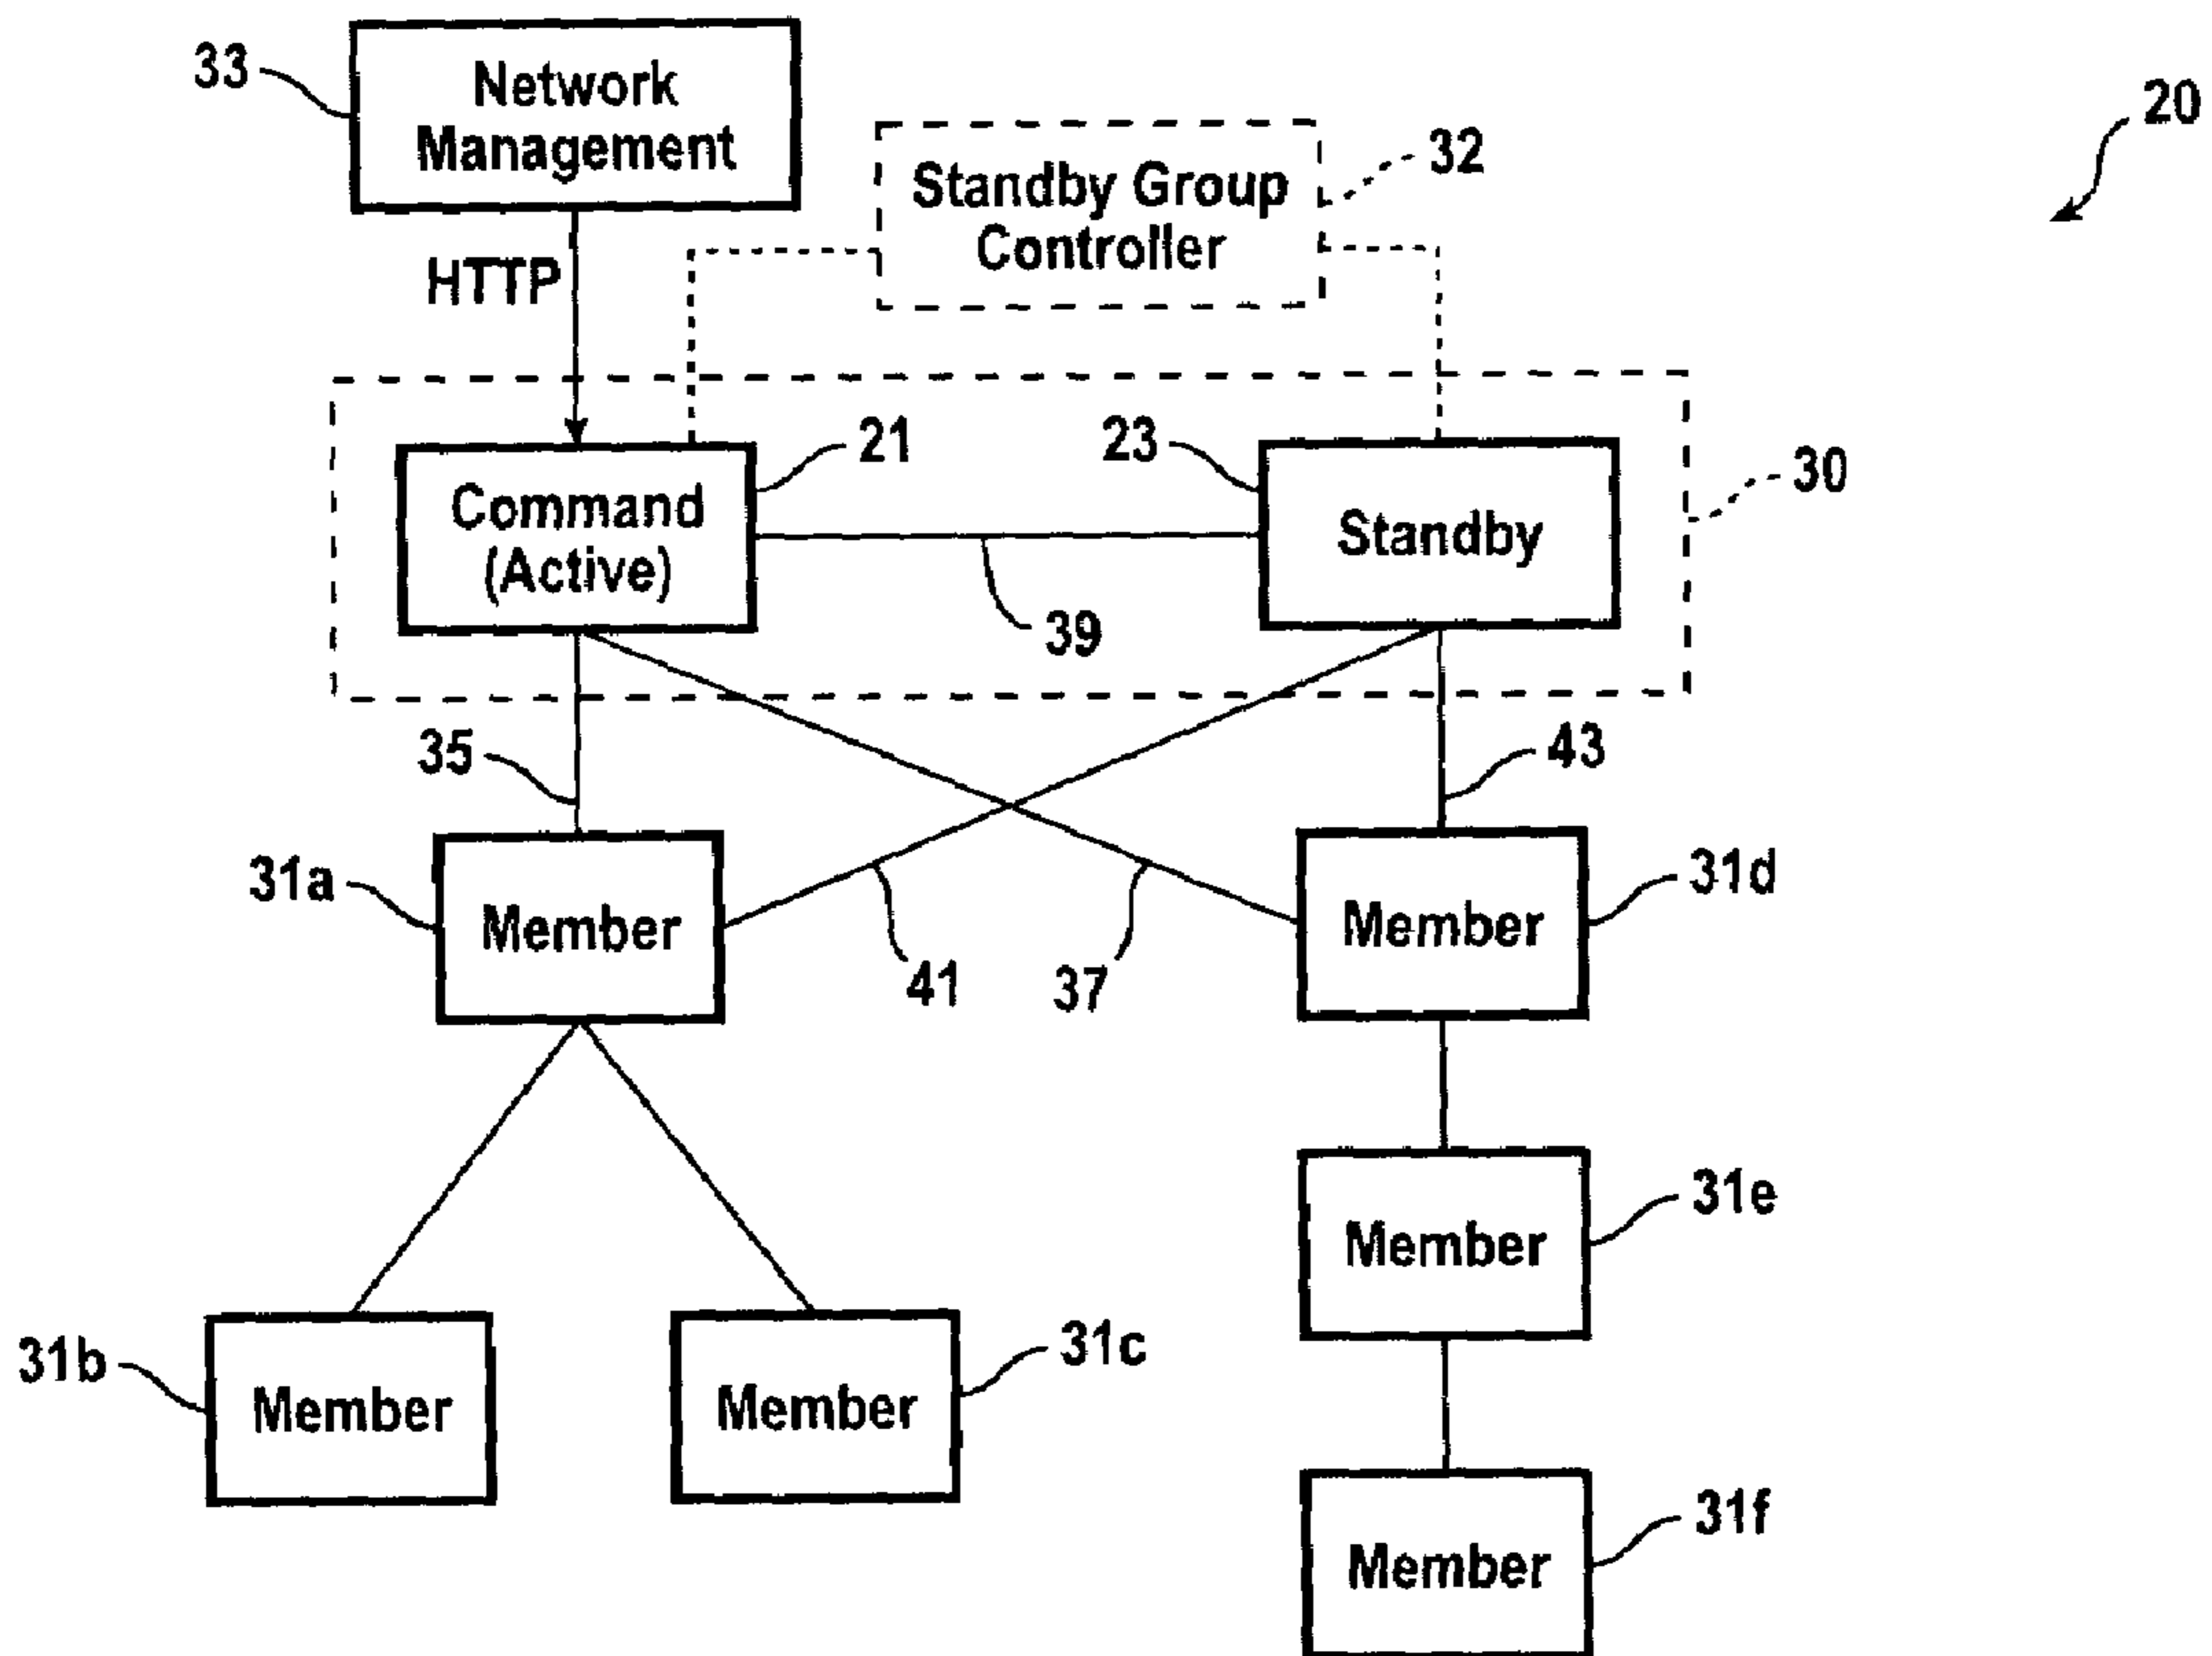 33
Network
Management
20
32
Standby Group
Controller
HTTP
21
23
30
Command
(Active)
Standby
39
35
43
31a
Member
41
37
Member
31d
Member
31e
31b
Member
Member
31c
Member
31f